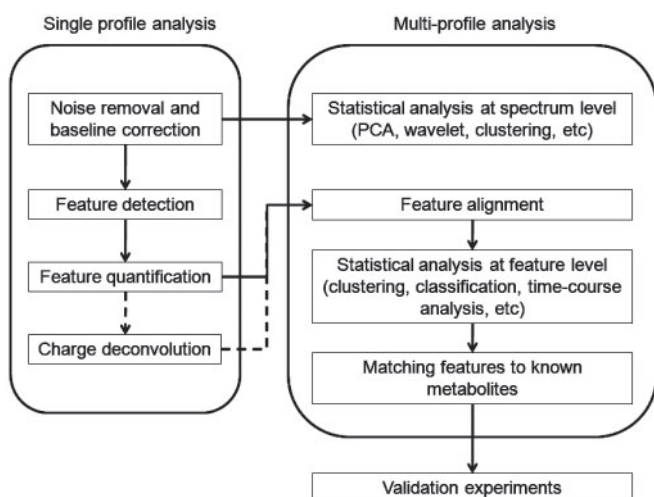 Single profile analysis
Noise removal and
baseline correction
Feature detection
Feature quantification
Charge deconvolution
Multi-profile analysis
Statistical analysis at spectrum level
(PCA, wavelet, clustering, etc)
Feature alignment
Statistical analysis at feature level
(clustering, classification, time-course
analysis, etc)
Matching features to known
metabolites
Validation experiments